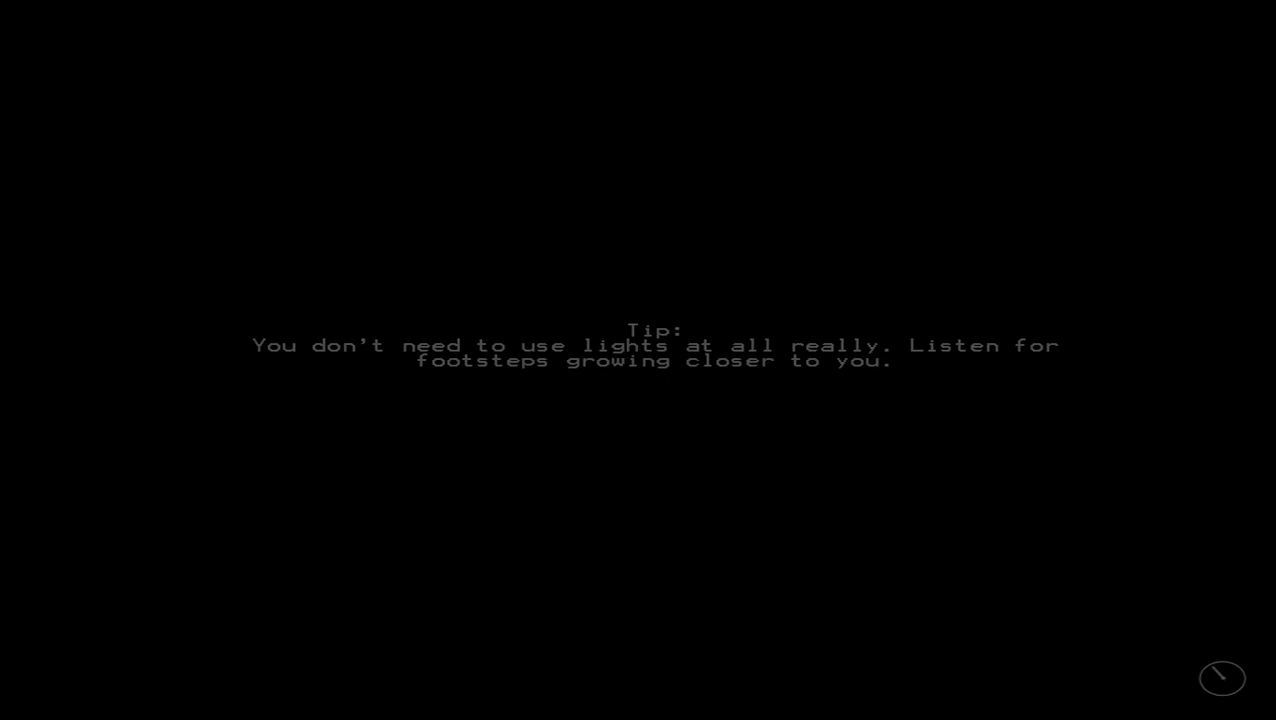 Tip:
You don't need to use lights at all really. Listen for
footsteps growing closer to you.